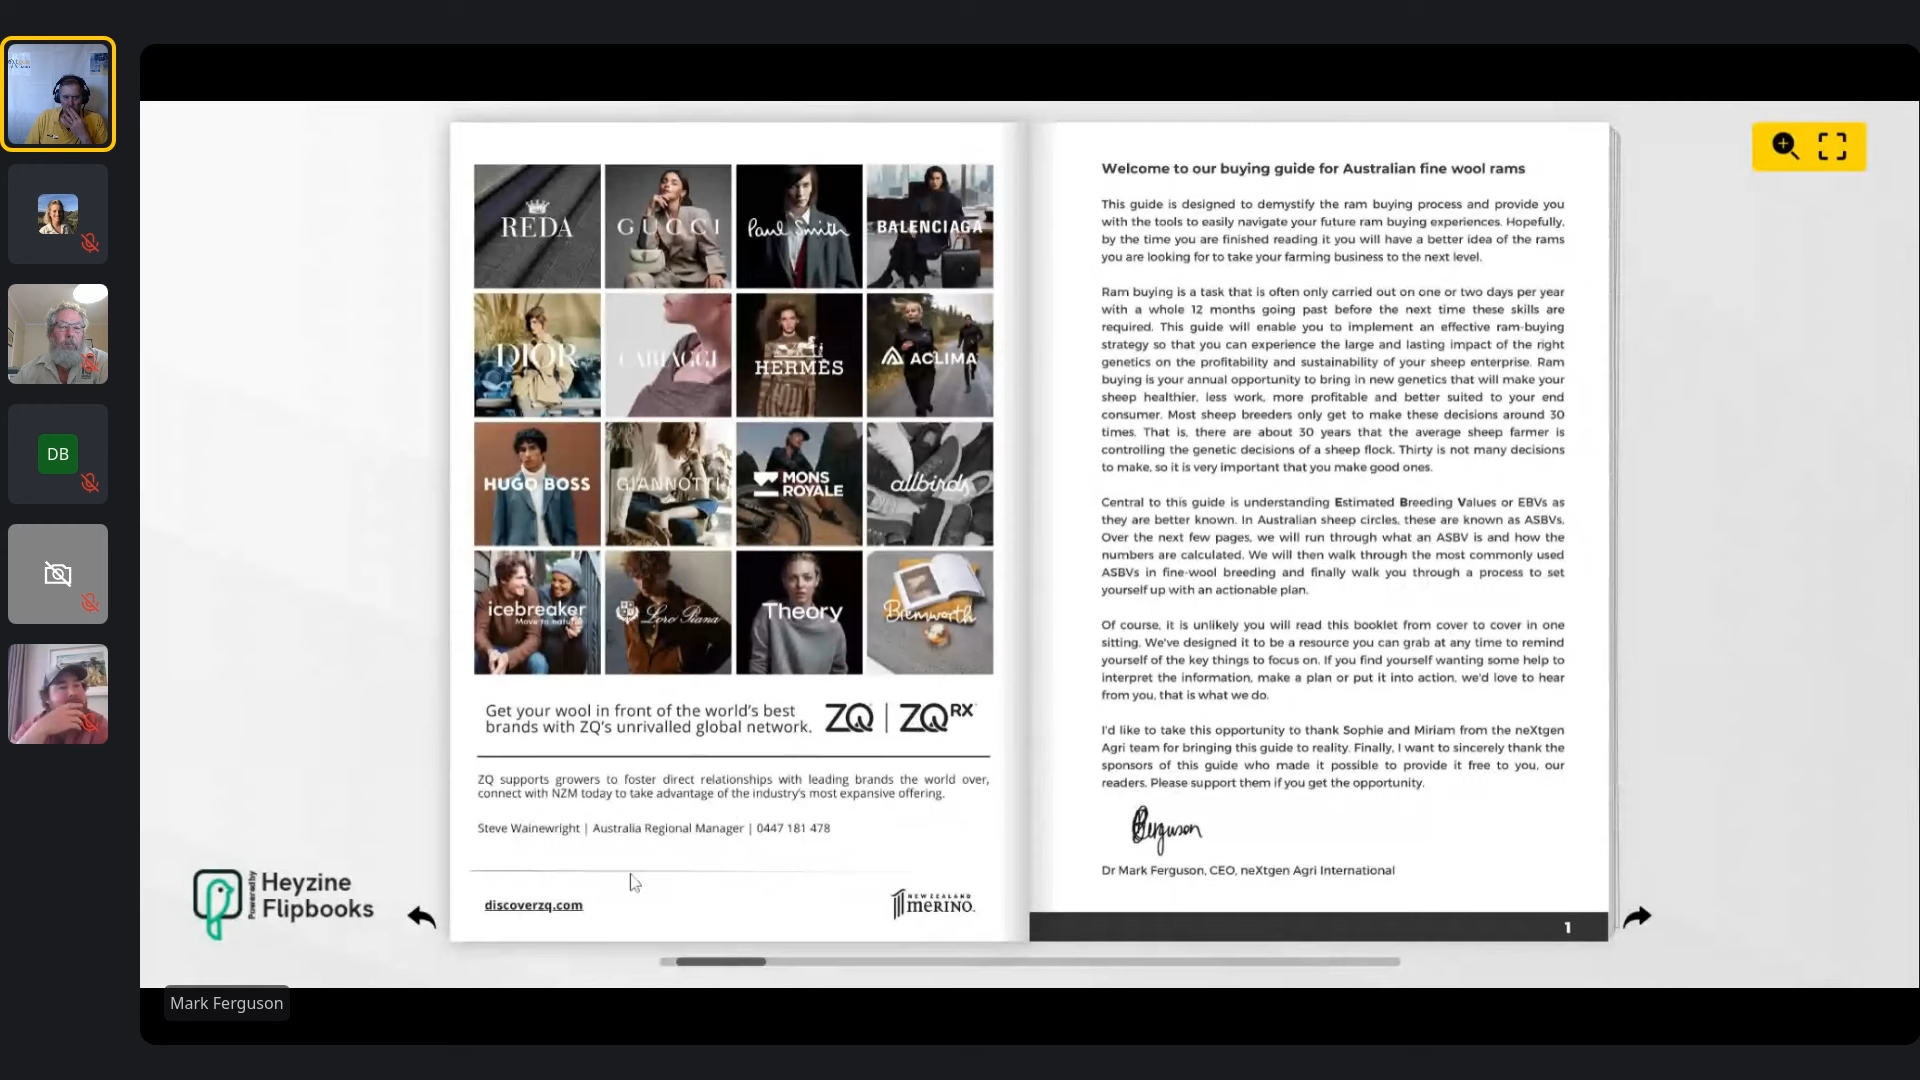 DB
REDA
GUCCI
Paul Smith
BALENCIAGA
DIOR
CARIAGGI
HERMÈS
ACLIMA
HUGO BOSS
GIANNOTTI
MONS
ROYALE
allbirds
icebreaker
Move to natural
Loro Piana
Theory
Bremworth
Get your wool in front of the world's best
brands with ZQ's unrivalled global network.
ZQ | ZQRX
ZQ supports growers to foster direct relationships with leading brands the world over,
connect with NZM today to take advantage of the industry's most expansive offering.
Steve Wainewright | Australia Regional Manager | 0447 181 478
discoverzq.com
NEW ZEALAND
merino.
Welcome to our buying guide for Australian fine wool rams
This guide is designed to demystify the ram buying process and provide you
with the tools to easily navigate your future ram buying experiences. Hopefully,
by the time you are finished reading it you will have a better idea of the rams
you are looking for to take your farming business to the next level.
Ram buying is a task that is often only carried out on one or two days per year
with a whole 12 months going past before the next time these skills are
required. This guide will enable you to implement an effective ram-buying
strategy so that you can experience the large and lasting impact of the right
genetics on the profitability and sustainability of your sheep enterprise. Ram
buying is your annual opportunity to bring in new genetics that will make your
sheep healthier, less work, more profitable and better suited to your end
consumer. Most sheep breeders only get to make these decisions around 30
times. That is, there are about 30 years that the average sheep farmer is
controlling the genetic decisions of a sheep flock. Thirty is not many decisions
to make, so it is very important that you make good ones.
Central to this guide is understanding Estimated Breeding Values or EBVs as
they are better known. In Australian sheep circles, these are known as ASBVs.
Over the next few pages, we will run through what an ASBV is and how the
numbers are calculated. We will then walk through the most commonly used
ASBVs in fine-wool breeding and finally walk you through a process to set
yourself up with an actionable plan.
Of course, it is unlikely you will read this booklet from cover to cover in one
sitting. We've designed it to be a resource you can grab at any time to remind
yourself of the key things to focus on. If you find yourself wanting some help to
interpret the information, make a plan or put it into action, we'd love to hear
from you, that is what we do.
I'd like to take this opportunity to thank Sophie and Miriam from the neXtgen
Agri team for bringing this guide to reality. Finally, I want to sincerely thank the
sponsors of this guide who made it possible to provide it free to you, our
readers. Please support them if you get the opportunity.
Ferguson
Dr Mark Ferguson, CEO, neXtgen Agri International
1
Powered by
Heyzine
Flipbooks
Mark Ferguson